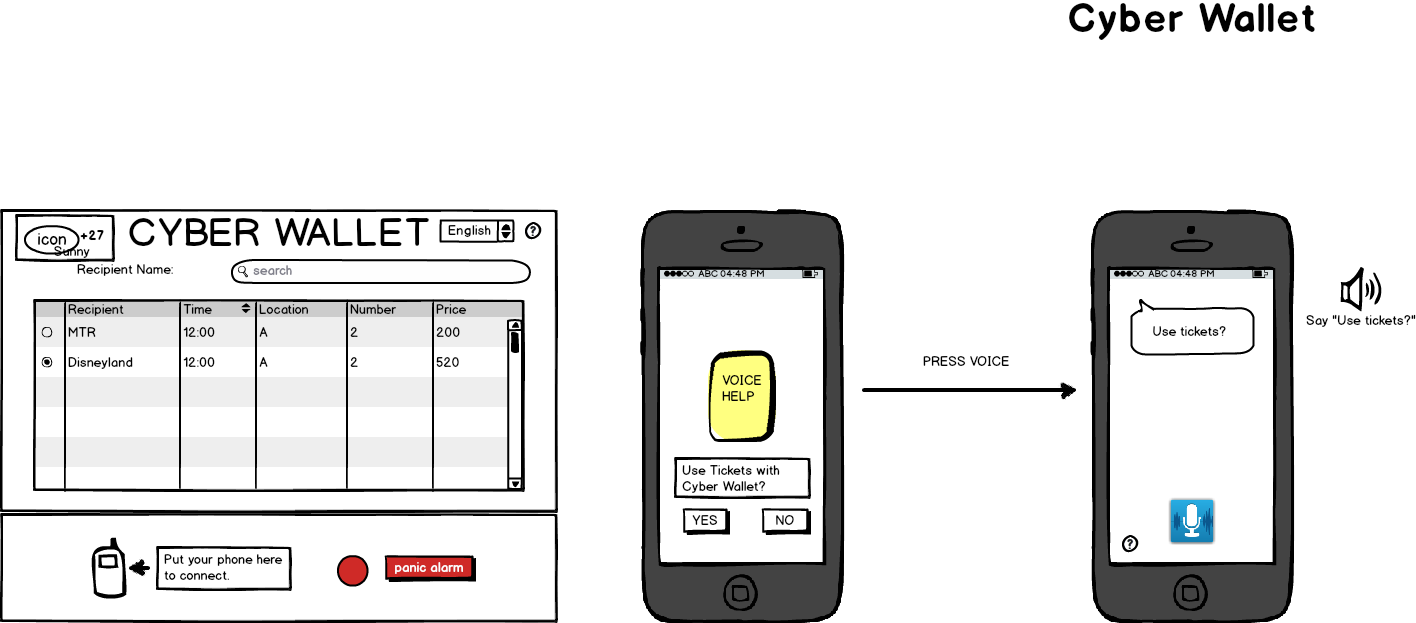 Cyber Wallet
icon
+27
Sunny
CYBER WALLET
English
?
Recipient Name:
search
Recipient Time Location Number Price
MTR 12:00 A 2 200
Disneyland 12:00 A 2 520
Put your phone here
to connect.
panic alarm
ABC 04:48 PM
VOICE
HELP
Use Tickets with
Cyber Wallet?
YES NO
PRESS VOICE
ABC 04:48 PM
Use tickets?
?
Say "Use tickets?"